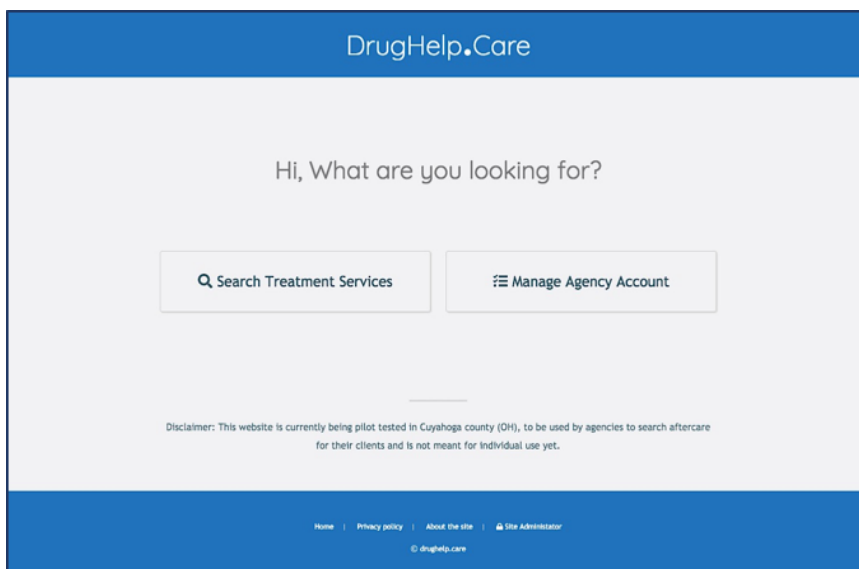 DrugHelp.Care
Hi, What are you looking for?
Search Treatment Services
Manage Agency Account
Disclaimer: This website is currently being pilot tested in Cuyahoga county (OH), to be used by agencies to search aftercare
for their clients and is not meant for individual use yet.
Home | Privacy policy | About the site | Site Administator
© drughelp.care